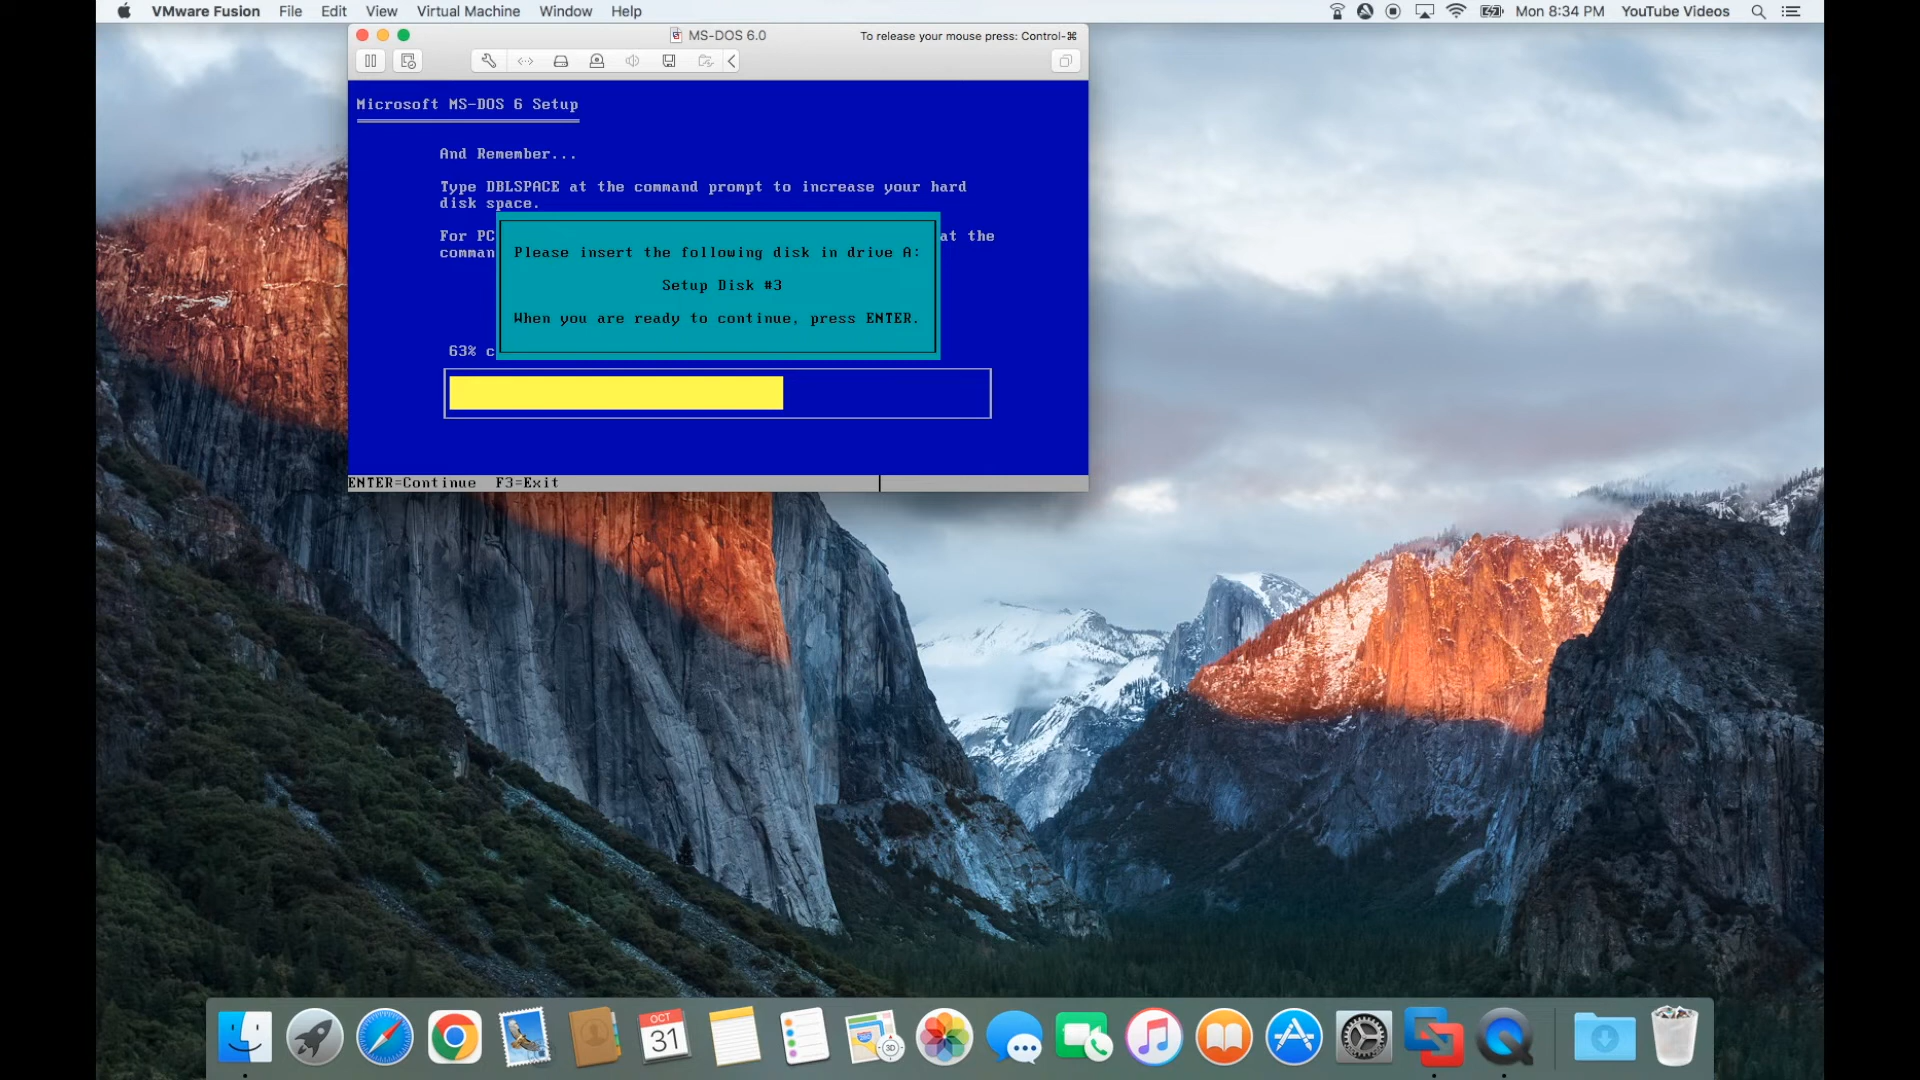 VMware Fusion File Edit View Virtual Machine Window Help Mon 8:34 PM YouTube Videos
MS-DOS 6.0 To release your mouse press: Control-⌘
Microsoft MS-DOS 6 Setup
And Remember...
Type DBLSPACE at the command prompt to increase your hard
disk space.
For PC at the
comman
Please insert the following disk in drive A:
Setup Disk #3
When you are ready to continue, press ENTER.
63% c
ENTER=Continue F3=Exit
OCT
31
3D